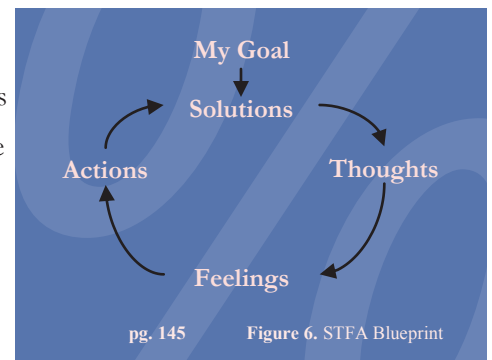 My Goal
Solutions
Actions
Thoughts
Feelings
pg. 145 Figure 6. STFA Blueprint
s
e